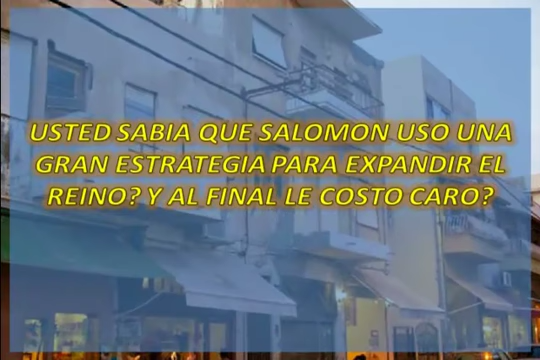 USTED SABIA QUE SALOMON USO UNA
GRAN ESTRATEGIA PARA EXPANDIR EL
REINO? Y AL FINAL LE COSTO CARO?